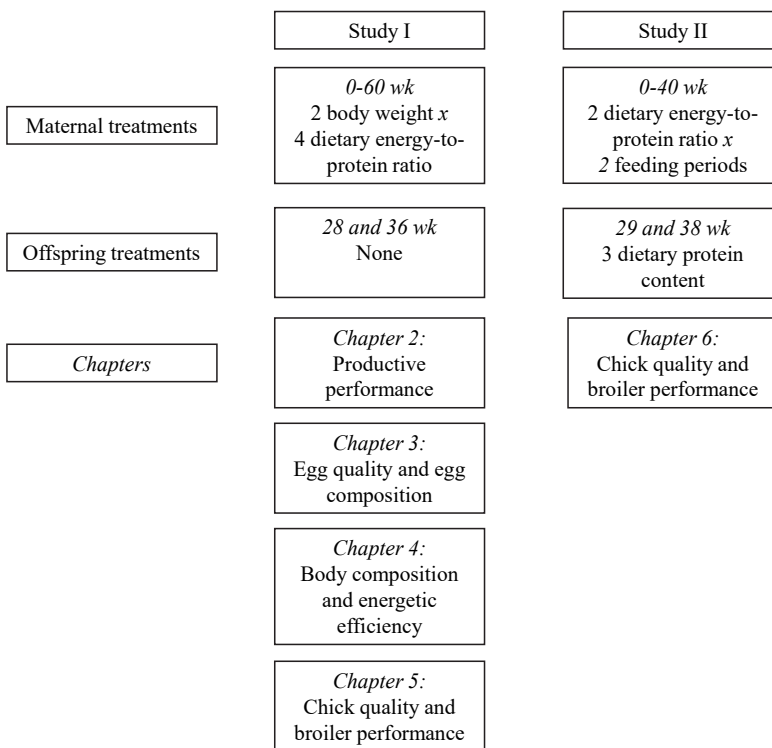 Study I
Study II
Maternal treatments
0-60 wk
2 body weight x
4 dietary energy-to-
protein ratio
0-40 wk
2 dietary energy-to-
protein ratio x
2 feeding periods
Offspring treatments
28 and 36 wk
None
29 and 38 wk
3 dietary protein
content
Chapters
Chapter 2:
Productive
performance
Chapter 6:
Chick quality and
broiler performance
Chapter 3:
Egg quality and egg
composition
Chapter 4:
Body composition
and energetic
efficiency
Chapter 5:
Chick quality and
broiler performance